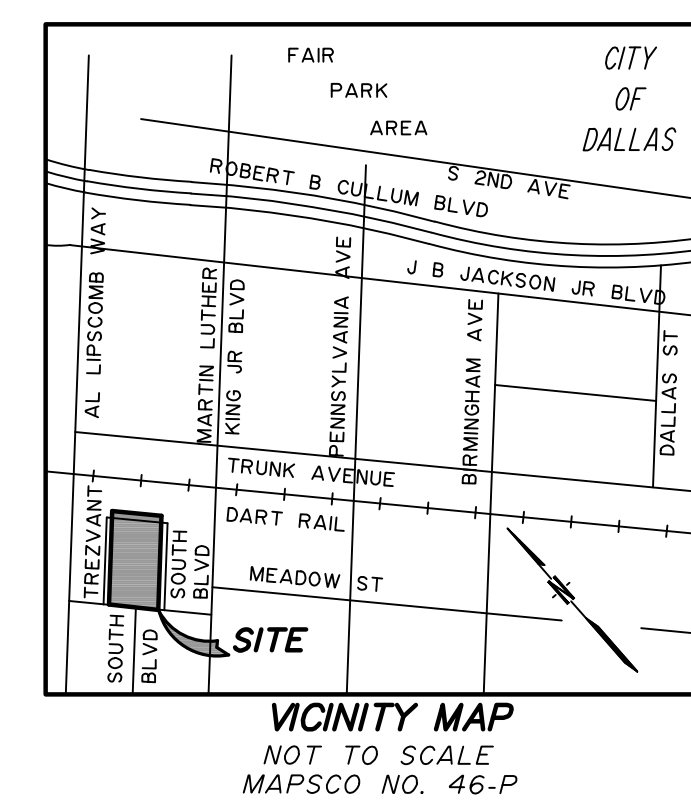 FAIR
PARK
AREA
CITY
OF
DALLAS
S 2ND AVE
ROBERT B CULLUM BLVD
J B JACKSON JR BLVD
AL LIPSCOMB WAY
MARTIN LUTHER
KING JR BLVD
PENNSYLVANIA AVE
BIRMINGHAM AVE
DALLAS ST
TRUNK AVENUE
DART RAIL
TREZVANT
SOUTH
BLVD
MEADOW ST
SOUTH
BLVD
SITE
VICINITY MAP
NOT TO SCALE
MAPSCO NO. 46-P